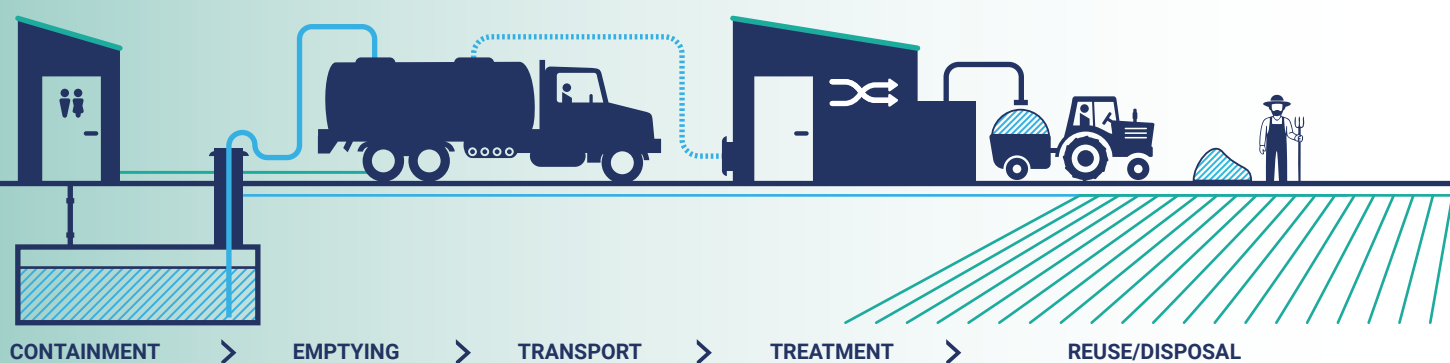 CONTAINMENT > EMPTYING > TRANSPORT > TREATMENT > REUSE/DISPOSAL